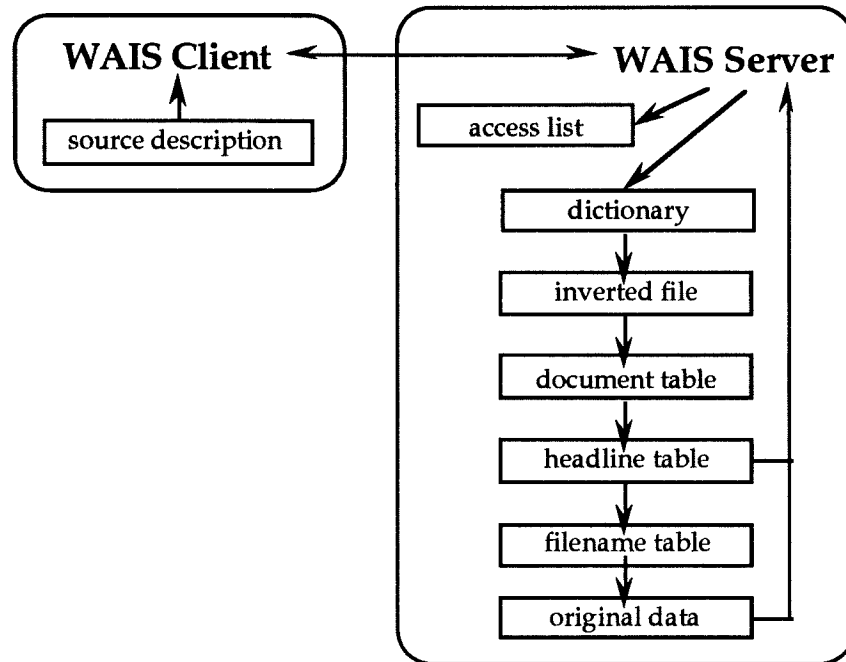 WAIS Client
source description
WAIS Server
access list
dictionary
inverted file
document table
headline table
filename table
original data